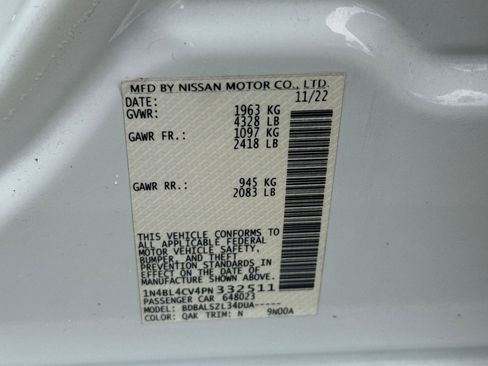 MFD BY NISSAN MOTOR CO., LTD.
DATE: 11/22
GVWR: 1963 KG
4328 LB
GAWR FR.: 1097 KG
2418 LB
GAWR RR.: 945 KG
2083 LB
THIS VEHICLE CONFORMS TO
ALL APPLICABLE FEDERAL
MOTOR VEHICLE SAFETY,
BUMPER, AND THEFT
PREVENTION STANDARDS IN
EFFECT ON THE DATE OF
MANUFACTURE SHOWN ABOVE.
1N4BL4CV4PN332511
PASSENGER CAR 648023
MODEL: BDBALSZL34DUA-----
COLOR: QAK TRIM: N 9N00A